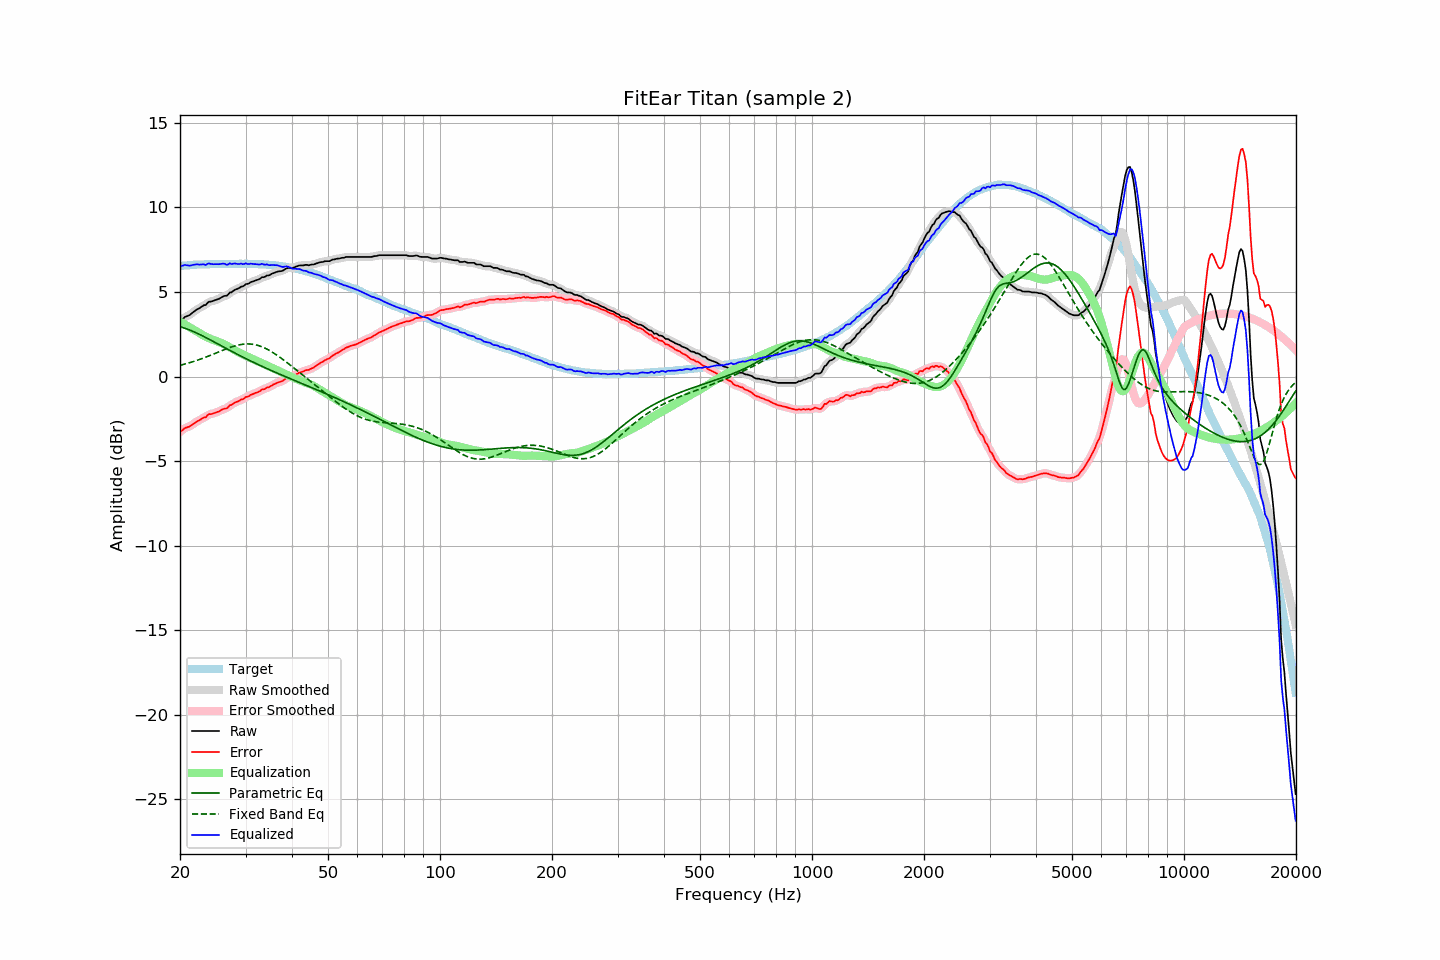 FitEar Titan (sample 2)
15
10
5
0
−5
−10
−15
−20
−25
Amplitude (dBr)
Target
Raw Smoothed
Error Smoothed
Raw
Error
Equalization
Parametric Eq
Fixed Band Eq
Equalized
20 50 100 200 500 1000 2000 5000 10000 20000
Frequency (Hz)